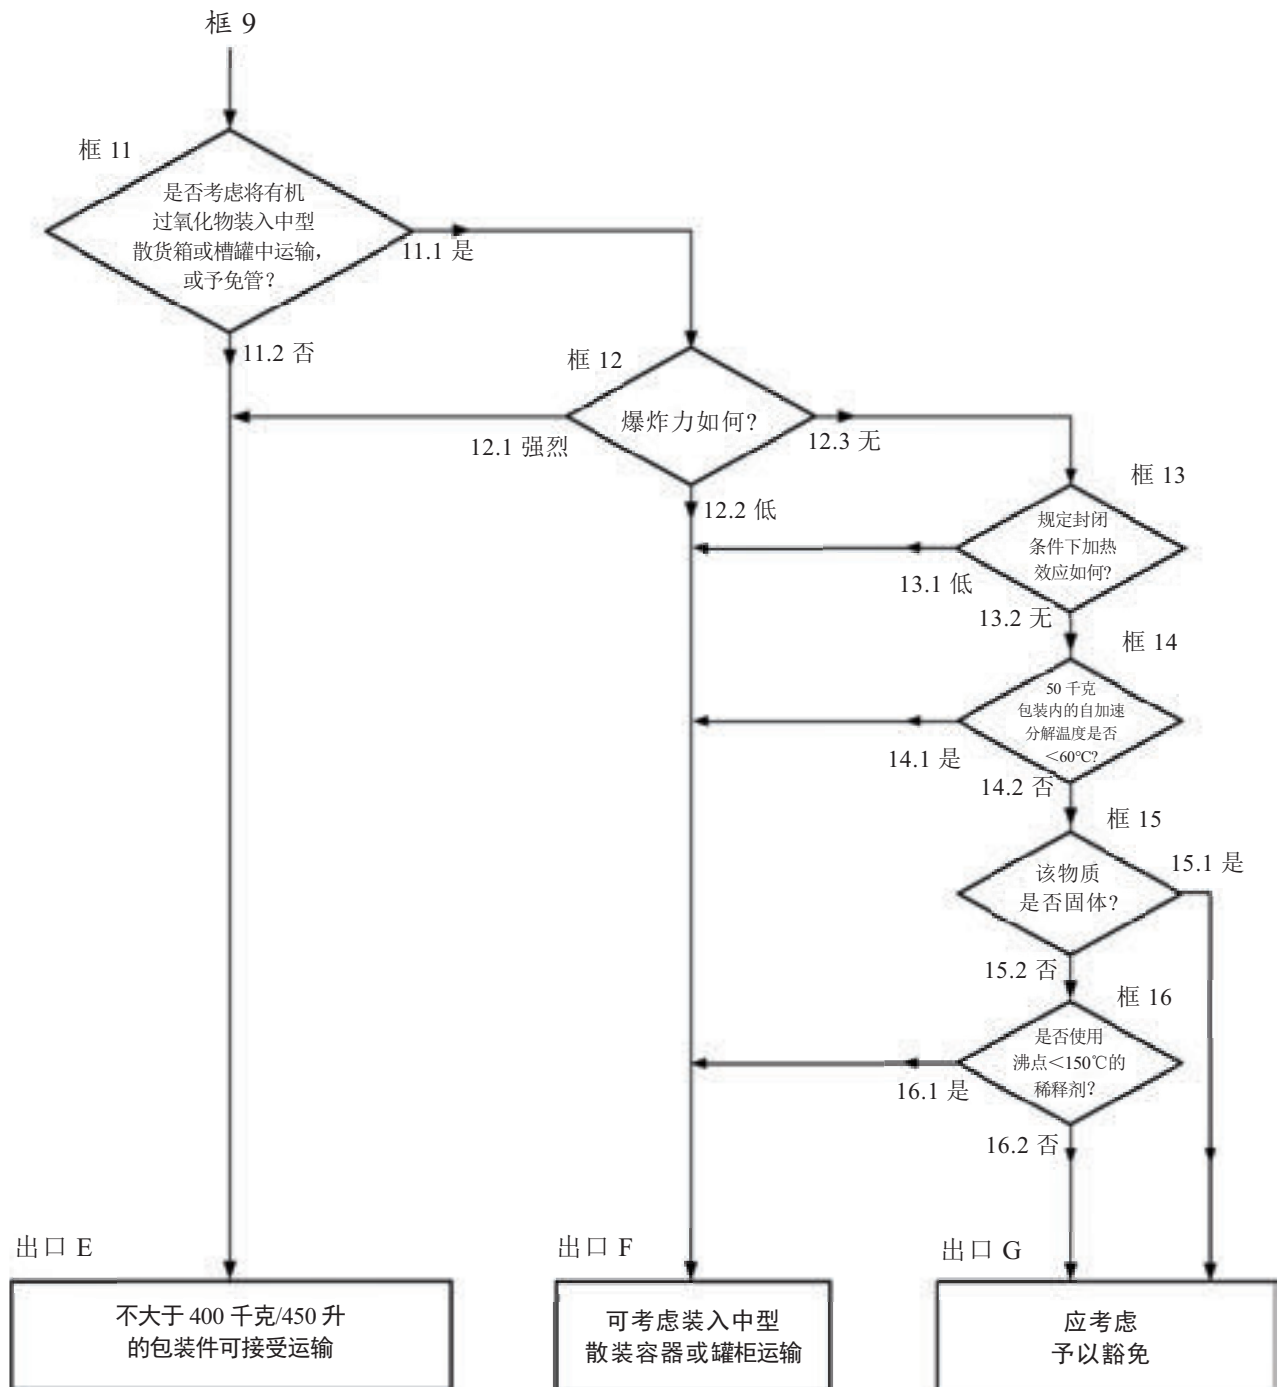 框 9
框 11
是否考虑将有机
过氧化物装入中型
散货箱或槽罐中运输，
或予免管？
11.1 是
11.2 否
框 12
爆炸力如何？
12.1 强烈
12.3 无
12.2 低
框 13
规定封闭
条件下加热
效应如何？
13.1 低
13.2 无
框 14
50 千克
包装内的自加速
分解温度是否
＜60℃？
14.1 是
14.2 否
框 15
该物质
是否固体？
15.1 是
15.2 否
框 16
是否使用
沸点＜150℃的
稀释剂？
16.1 是
16.2 否
出口 E
不大于 400 千克/450 升
的包装件可接受运输
出口 F
可考虑装入中型
散装容器或罐柜运输
出口 G
应考虑
予以豁免